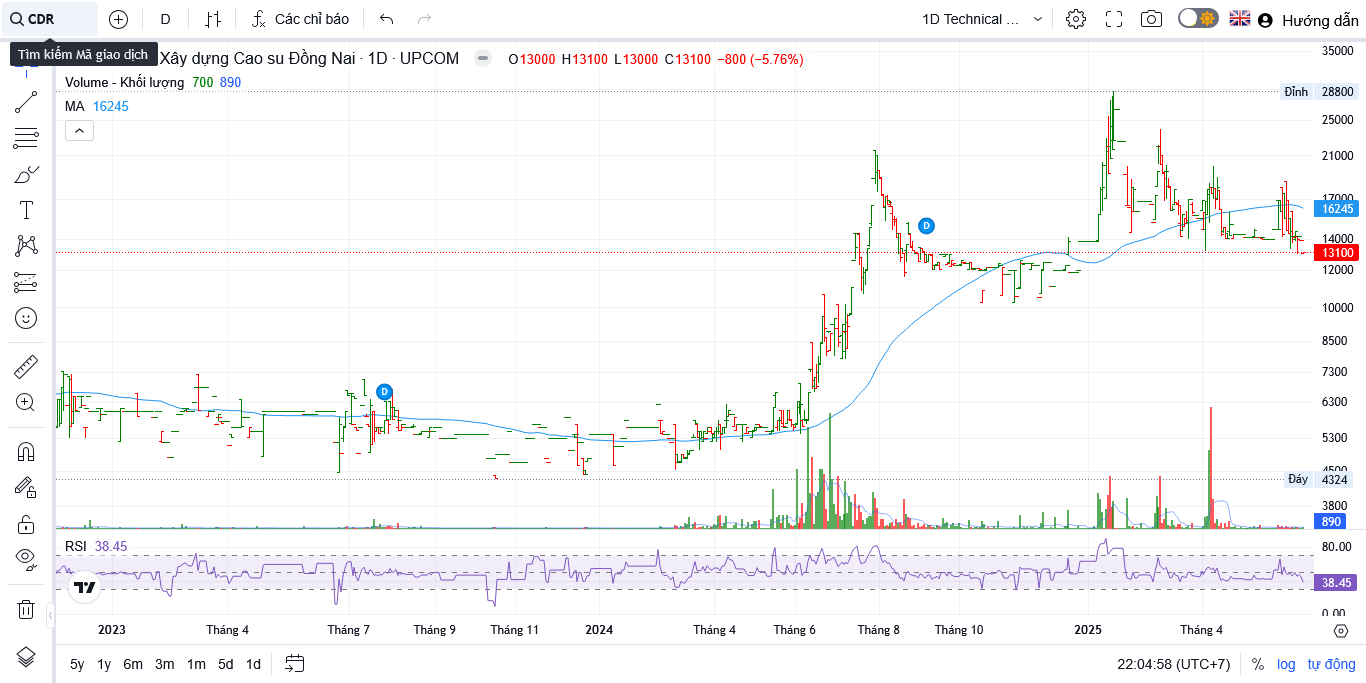 CDR D Các chỉ báo 1D Technical ... Hướng dẫn
Tìm kiếm Mã giao dịch
Xây dựng Cao su Đồng Nai · 1D · UPCOM O13000 H13100 L13000 C13100 −800 (−5.76%)
Volume - Khối lượng 700 890
MA 16245
35000
Đỉnh 28800
25000
21000
17000
16245
14000
13100
12000
10000
8500
7300
6300
5300
4500
Đáy 4324
3800
890
D
D
RSI 38.45
80.00
38.45
0.00
2023 Tháng 4 Tháng 7 Tháng 9 Tháng 11 2024 Tháng 4 Tháng 6 Tháng 8 Tháng 10 2025 Tháng 4
5y 1y 6m 3m 1m 5d 1d 22:04:58 (UTC+7) % log tự động